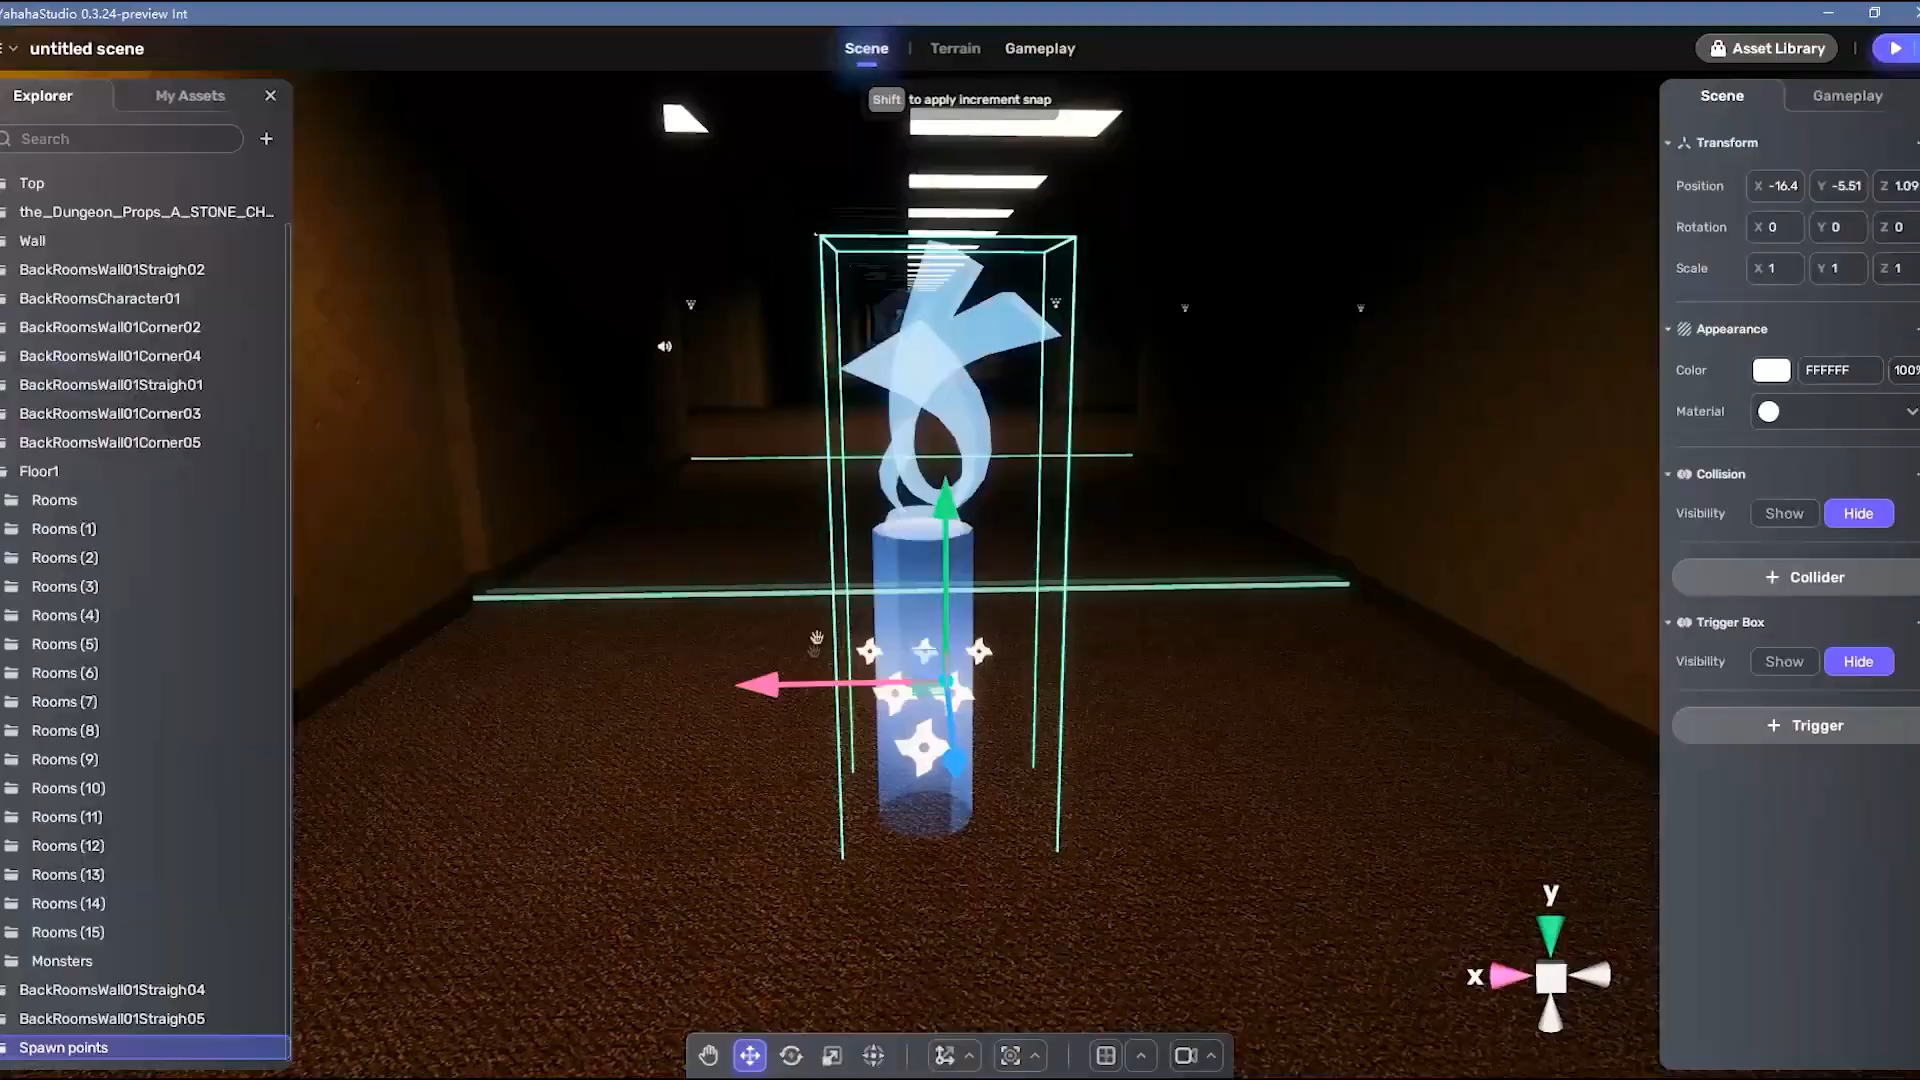 YahahaStudio 0.3.24-preview Int
untitled scene
Scene
Terrain
Gameplay
Asset Library
Shift to apply increment snap
Explorer
My Assets
Search
Top
the_Dungeon_Props_A_STONE_CH...
Wall
BackRoomsWall01Straigh02
BackRoomsCharacter01
BackRoomsWall01Corner02
BackRoomsWall01Corner04
BackRoomsWall01Straigh01
BackRoomsWall01Corner03
BackRoomsWall01Corner05
Floor1
Rooms
Rooms (1)
Rooms (2)
Rooms (3)
Rooms (4)
Rooms (5)
Rooms (6)
Rooms (7)
Rooms (8)
Rooms (9)
Rooms (10)
Rooms (11)
Rooms (12)
Rooms (13)
Rooms (14)
Rooms (15)
Monsters
BackRoomsWall01Straigh04
BackRoomsWall01Straigh05
Spawn points
Scene
Gameplay
Transform
Position X -16.4 Y -5.51 Z 1.09
Rotation X 0 Y 0 Z 0
Scale X 1 Y 1 Z 1
Appearance
Color FFFFFF 100%
Material
Collision
Visibility Show Hide
+ Collider
Trigger Box
Visibility Show Hide
+ Trigger
y
x